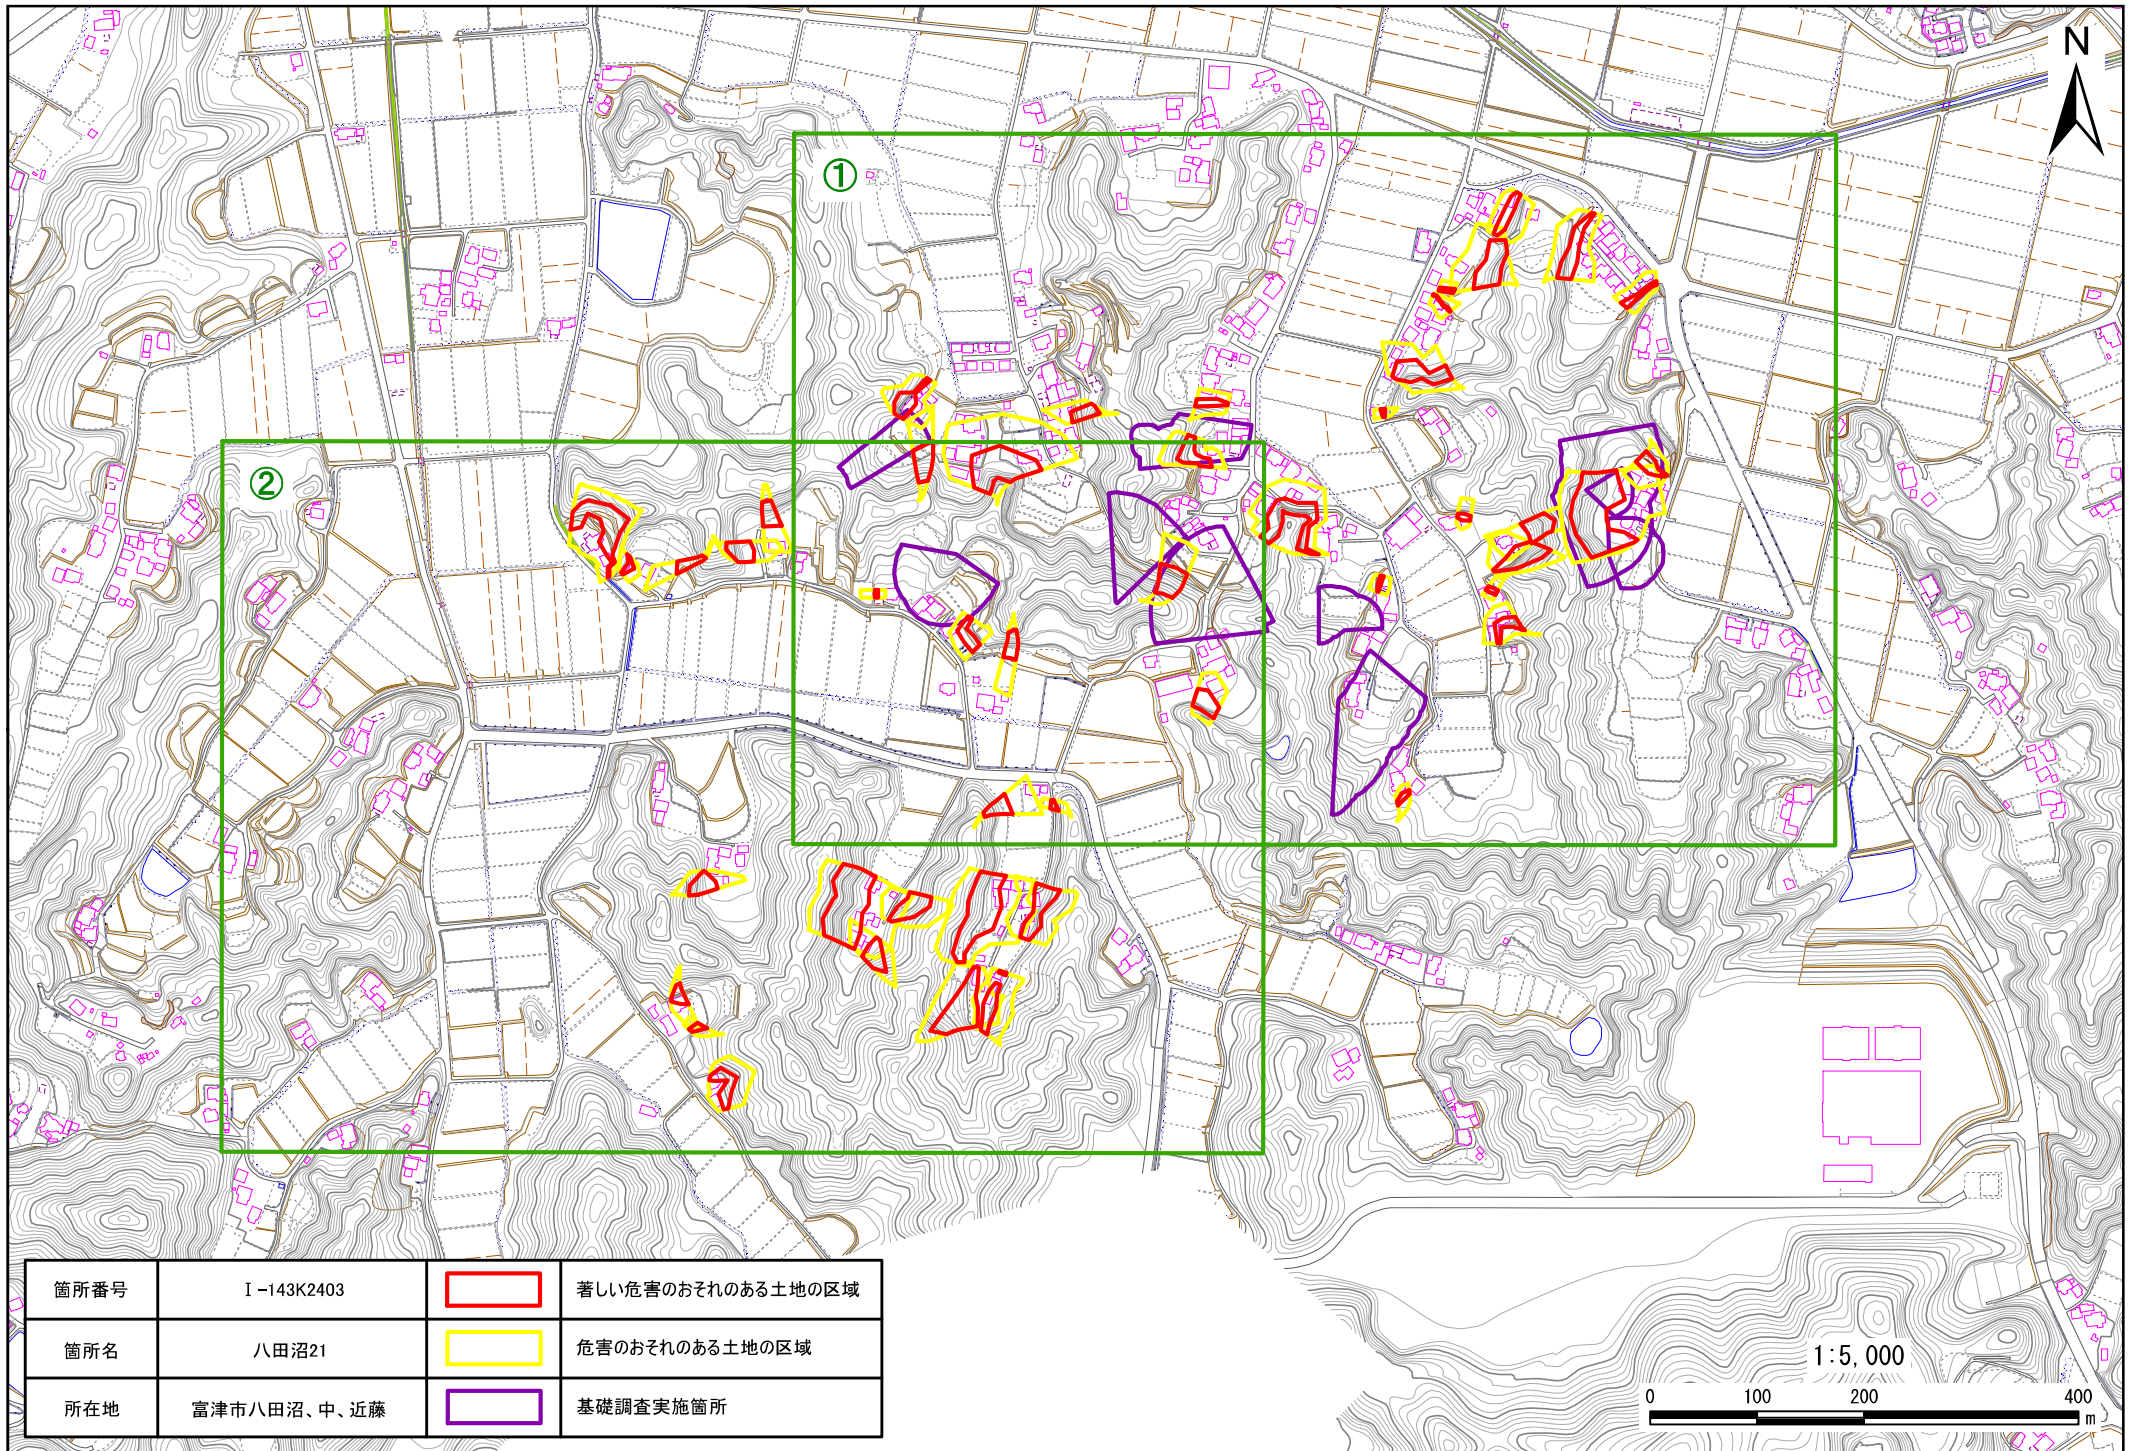 N
①
②
箇所番号 Ⅰ-143K2403 著しい危害のおそれのある土地の区域
箇所名 八田沼21 危害のおそれのある土地の区域
所在地 富津市八田沼、中、近藤 基礎調査実施箇所
1:5,000
0 100 200 400
m